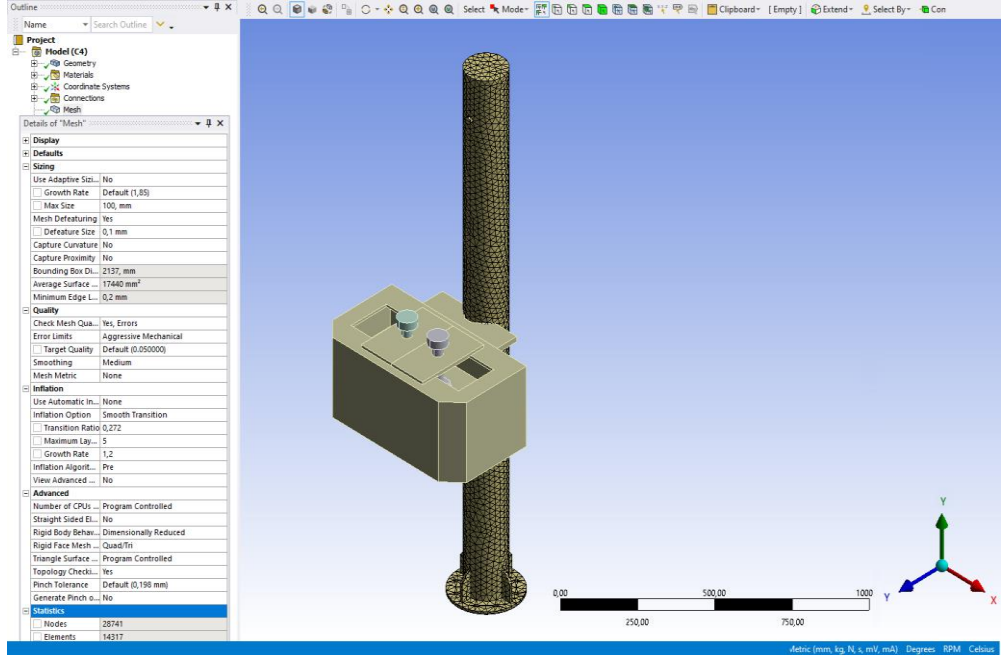 Outline
Select Mode Clipboard [ Empty ] Extend Select By Con
Name Search Outline
Project
Model (C4)
Geometry
Materials
Coordinate Systems
Connections
Mesh
Details of "Mesh"
Display
Defaults
Sizing
Use Adaptive Sizi... No
Growth Rate Default (1,85)
Max Size 100, mm
Mesh Defeaturing Yes
Defeature Size 0,1 mm
Capture Curvature No
Capture Proximity No
Bounding Box Di... 2137, mm
Average Surface ... 17440 mm²
Minimum Edge L... 0,2 mm
Quality
Check Mesh Qua... Yes, Errors
Error Limits Aggressive Mechanical
Target Quality Default (0.050000)
Smoothing Medium
Mesh Metric None
Inflation
Use Automatic In... None
Inflation Option Smooth Transition
Transition Ratio 0,272
Maximum Lay... 5
Growth Rate 1,2
Inflation Algorit... Pre
View Advanced ... No
Advanced
Number of CPUs ... Program Controlled
Straight Sided El... No
Rigid Body Behav... Dimensionally Reduced
Rigid Face Mesh ... Quad/Tri
Triangle Surface ... Program Controlled
Topology Checki... Yes
Pinch Tolerance Default (0,198 mm)
Generate Pinch o... No
Statistics
Nodes 28741
Elements 14317
0,00 500,00 1000
250,00 750,00
Y
Y
X
Metric (mm, kg, N, s, mV, mA) Degrees RPM Celsius